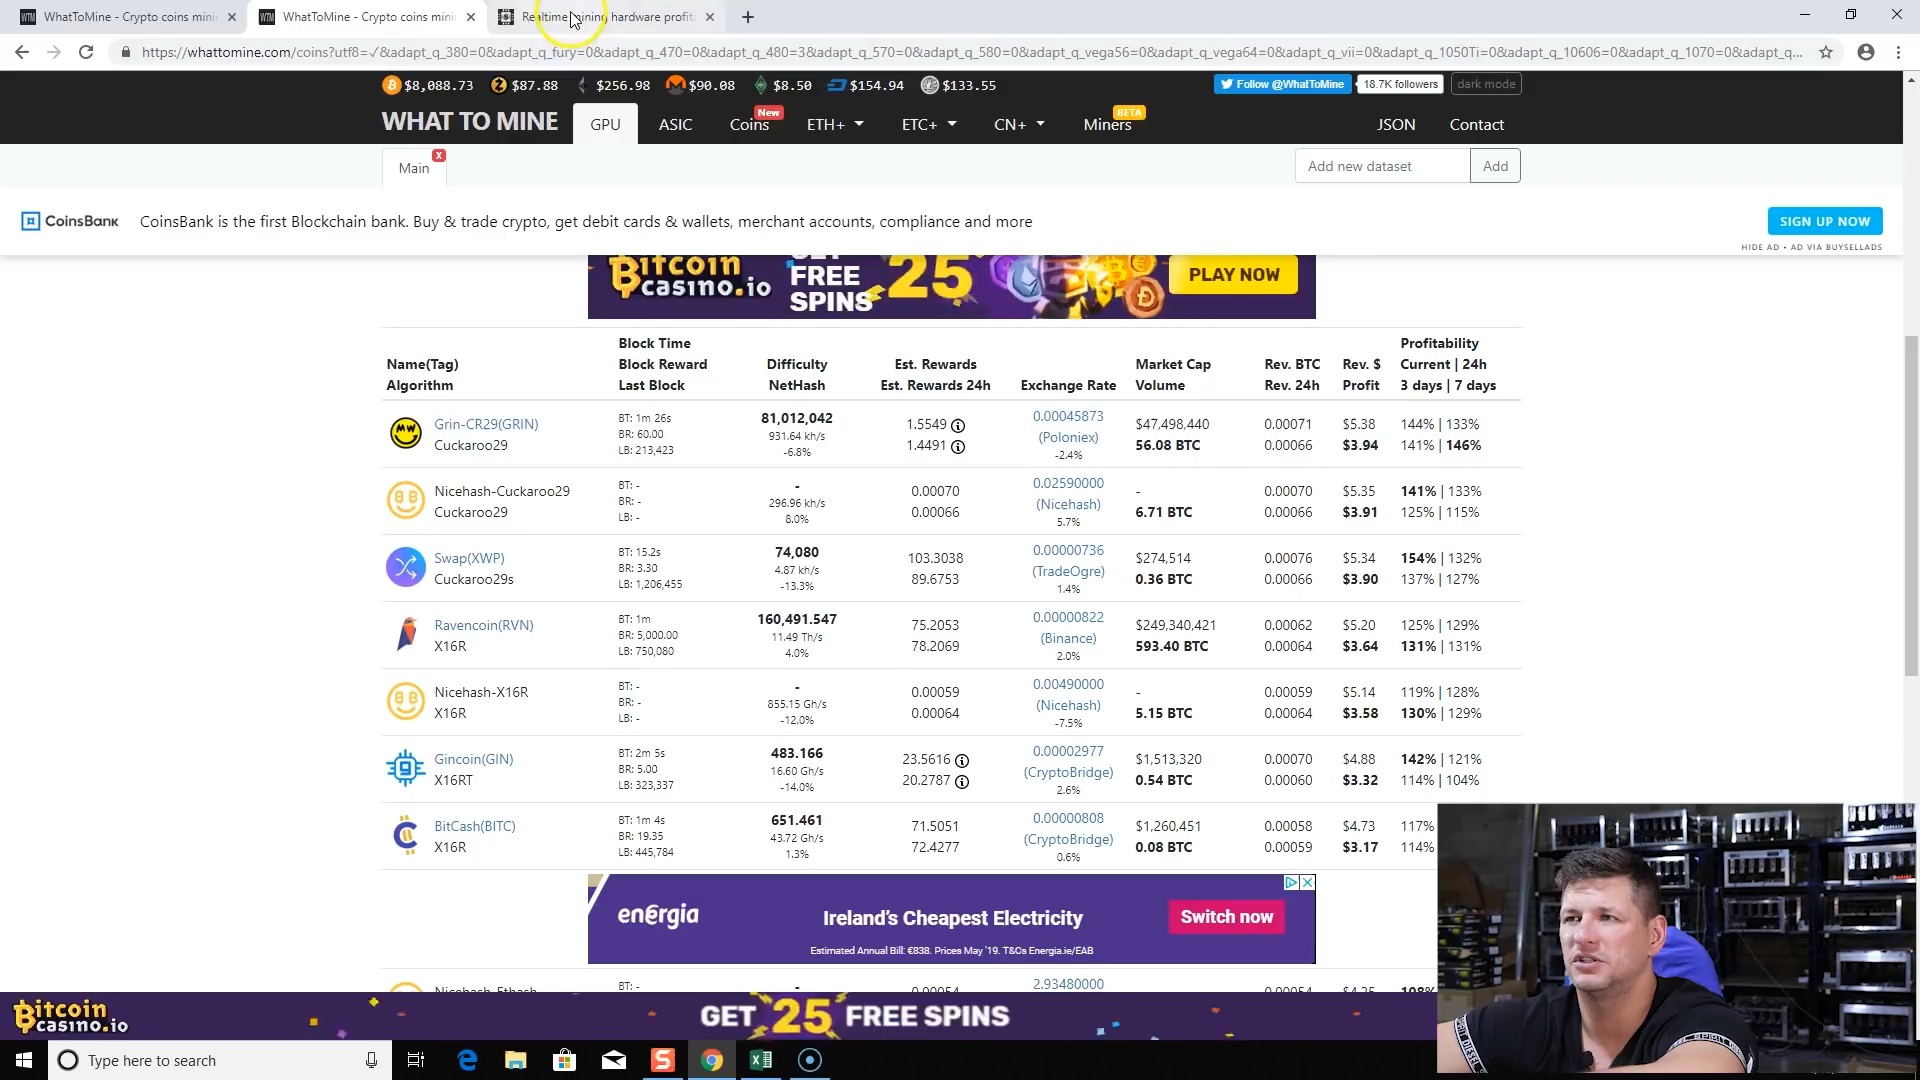 WhatToMine - Crypto coins mini
WhatToMine - Crypto coins mini
Realtime mining hardware profit
https://whattomine.com/coins?utf8=✓&adapt_q_380=0&adapt_q_fury=0&adapt_q_470=0&adapt_q_480=3&adapt_q_570=0&adapt_q_580=0&adapt_q_vega56=0&adapt_q_vega64=0&adapt_q_vii=0&adapt_q_1050Ti=0&adapt_q_10606=0&adapt_q_1070=0&adapt_q...
$8,088.73 $87.88 $256.98 $90.08 $8.50 $154.94 $133.55
Follow @WhatToMine 18.7K followers dark mode
WHAT TO MINE GPU ASIC Coins New ETH+ ETC+ CN+ Miners BETA JSON Contact
Main x Add new dataset Add
CoinsBank CoinsBank is the first Blockchain bank. Buy & trade crypto, get debit cards & wallets, merchant accounts, compliance and more SIGN UP NOW
HIDE AD • AD VIA BUYSELLADS
Bitcoin casino.io GET FREE SPINS 25 PLAY NOW
Name(Tag) Algorithm
Block Time Block Reward Last Block
Difficulty NetHash
Est. Rewards Est. Rewards 24h
Exchange Rate
Market Cap Volume
Rev. BTC Rev. 24h
Rev. $ Profit
Profitability Current | 24h 3 days | 7 days
Grin-CR29(GRIN) BT: 1m 26s 81,012,042 1.5549 0.00045873 $47,498,440 0.00071 $5.38 144% | 133%
Cuckaroo29 BR: 60.00 931.64 kh/s 1.4491 (Poloniex) 56.08 BTC 0.00066 $3.94 141% | 146%
LB: 213,423 -6.8% -2.4%
Nicehash-Cuckaroo29 BT: - - 0.00070 0.02590000 - 0.00070 $5.35 141% | 133%
Cuckaroo29 BR: - 296.96 kh/s 0.00066 (Nicehash) 6.71 BTC 0.00066 $3.91 125% | 115%
LB: - 8.0% 5.7%
Swap(XWP) BT: 15.2s 74,080 103.3038 0.00000736 $274,514 0.00076 $5.34 154% | 132%
Cuckaroo29s BR: 3.30 4.87 kh/s 89.6753 (TradeOgre) 0.36 BTC 0.00066 $3.90 137% | 127%
LB: 1,206,455 -13.3% 1.4%
Ravencoin(RVN) BT: 1m 160,491.547 75.2053 0.00000822 $249,340,421 0.00062 $5.20 125% | 129%
X16R BR: 5,000.00 11.49 Th/s 78.2069 (Binance) 593.40 BTC 0.00064 $3.64 131% | 131%
LB: 750,080 4.0% 2.0%
Nicehash-X16R BT: - - 0.00059 0.00490000 - 0.00059 $5.14 119% | 128%
X16R BR: - 855.15 Gh/s 0.00064 (Nicehash) 5.15 BTC 0.00064 $3.58 130% | 129%
LB: - -12.0% -7.5%
Gincoin(GIN) BT: 2m 5s 483.166 23.5616 0.00002977 $1,513,320 0.00070 $4.88 142% | 121%
X16RT BR: 5.00 16.60 Gh/s 20.2787 (CryptoBridge) 0.54 BTC 0.00060 $3.32 114% | 104%
LB: 323,337 -14.0% 2.6%
BitCash(BITC) BT: 1m 4s 651.461 71.5051 0.00000808 $1,260,451 0.00058 $4.73 117%
X16R BR: 19.35 43.72 Gh/s 72.4277 (CryptoBridge) 0.08 BTC 0.00059 $3.17 114%
LB: 445,784 1.3% 0.6%
energia Ireland's Cheapest Electricity Switch now
Estimated Annual Bill: €838. Prices May '19. T&Cs Energia.ie/EAB
Nicehash-Ethash BT: - - 0.00054 2.93480000 - 0.00054 $4.25 108%
Bitcoin casino.io GET 25 FREE SPINS
Type here to search